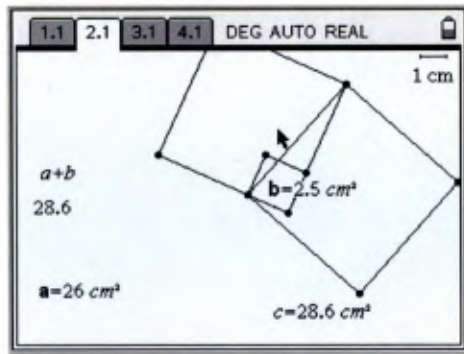 1.1 2.1 3.1 4.1 DEG AUTO REAL
1 cm
a+b
28.6
b=2.5 cm²
a=26 cm²
c=28.6 cm²